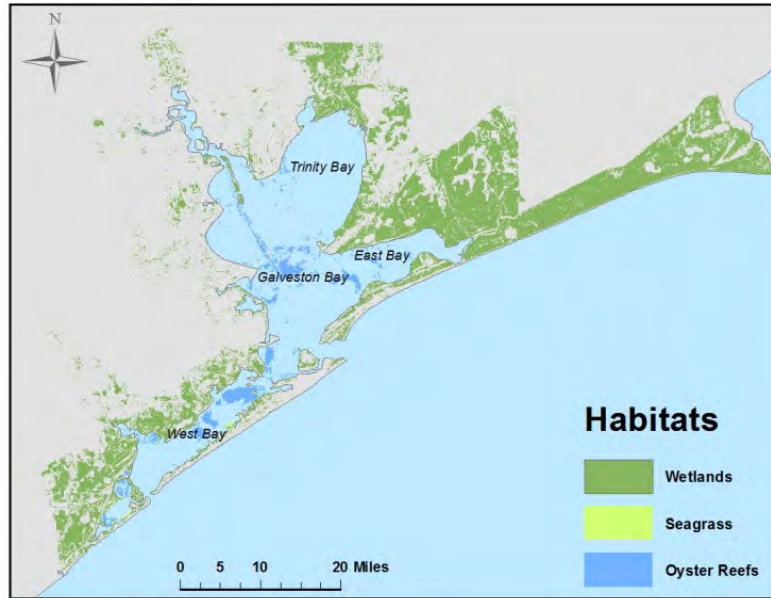 N
Trinity Bay
East Bay
Galveston Bay
West Bay
Habitats
Wetlands
Seagrass
Oyster Reefs
0 5 10 20 Miles